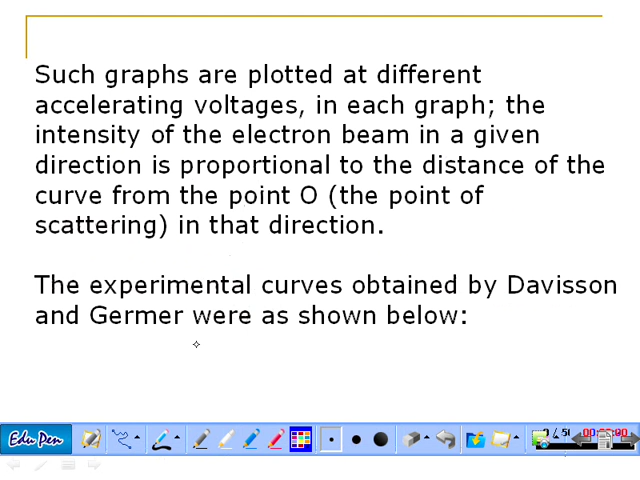 Such graphs are plotted at different
accelerating voltages, in each graph; the
intensity of the electron beam in a given
direction is proportional to the distance of the
curve from the point O (the point of
scattering) in that direction.
The experimental curves obtained by Davisson
and Germer were as shown below:
Edu Pen